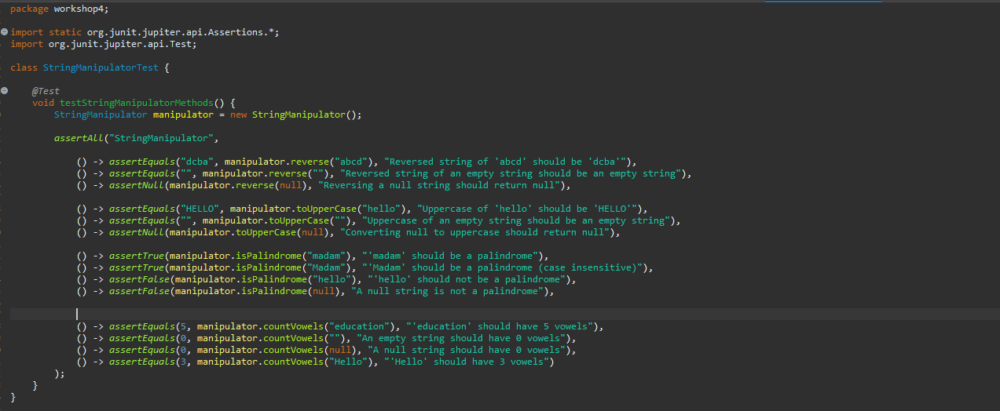 package workshop4;
import static org.junit.jupiter.api.Assertions.*;
import org.junit.jupiter.api.Test;
class StringManipulatorTest {
@Test
void testStringManipulatorMethods() {
StringManipulator manipulator = new StringManipulator();
assertAll("StringManipulator",
() -> assertEquals("dcba", manipulator.reverse("abcd"), "Reversed string of 'abcd' should be 'dcba'"),
() -> assertEquals("", manipulator.reverse(""), "Reversed string of an empty string should be an empty string"),
() -> assertNull(manipulator.reverse(null), "Reversing a null string should return null"),
() -> assertEquals("HELLO", manipulator.toUpperCase("hello"), "Uppercase of 'hello' should be 'HELLO'"),
() -> assertEquals("", manipulator.toUpperCase(""), "Uppercase of an empty string should be an empty string"),
() -> assertNull(manipulator.toUpperCase(null), "Converting null to uppercase should return null"),
() -> assertTrue(manipulator.isPalindrome("madam"), "'madam' should be a palindrome"),
() -> assertTrue(manipulator.isPalindrome("Madam"), "'Madam' should be a palindrome (case insensitive)"),
() -> assertFalse(manipulator.isPalindrome("hello"), "'hello' should not be a palindrome"),
() -> assertFalse(manipulator.isPalindrome(null), "A null string is not a palindrome"),
() -> assertEquals(5, manipulator.countVowels("education"), "'education' should have 5 vowels"),
() -> assertEquals(0, manipulator.countVowels(""), "An empty string should have 0 vowels"),
() -> assertEquals(0, manipulator.countVowels(null), "A null string should have 0 vowels"),
() -> assertEquals(3, manipulator.countVowels("Hello"), "'Hello' should have 3 vowels")
);
}
}